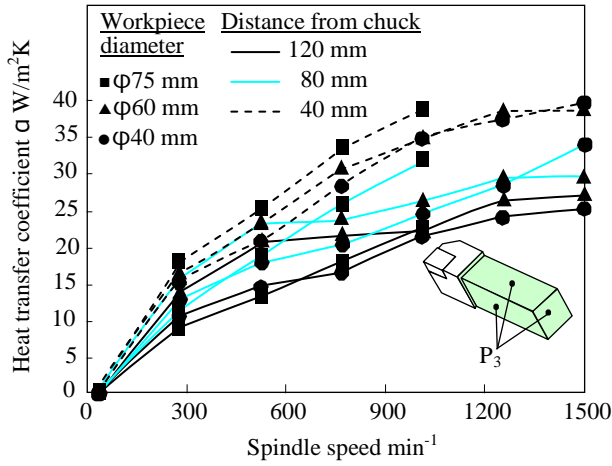 Workpiece diameter
Distance from chuck
φ75 mm
φ60 mm
φ40 mm
120 mm
80 mm
40 mm
Heat transfer coefficient α W/m²K
40
35
30
25
20
15
10
5
0
0
300
600
900
1200
1500
Spindle speed min⁻¹
P₃